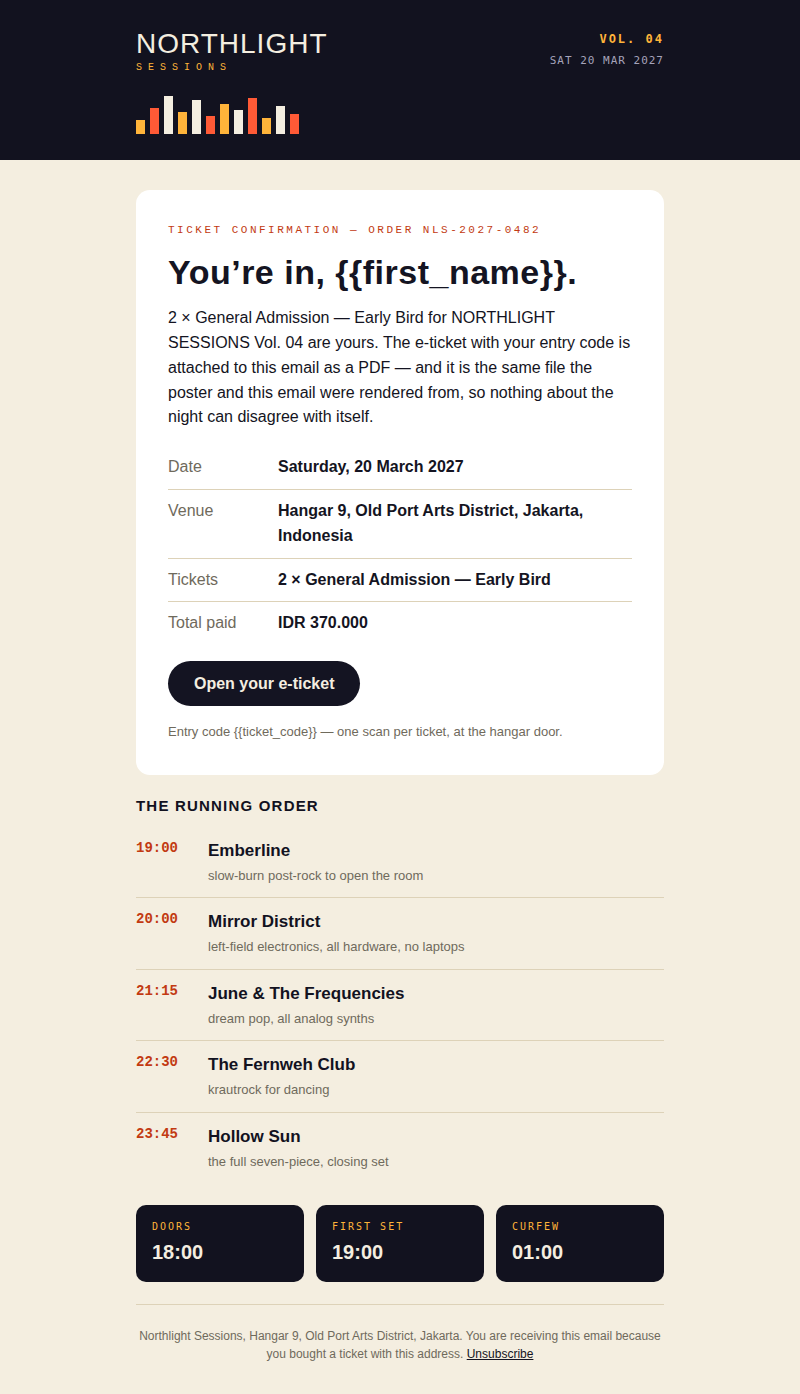 NORTHLIGHT
SESSIONS
VOL. 04
SAT 20 MAR 2027
TICKET CONFIRMATION — ORDER NLS-2027-0482
You’re in, {{first_name}}.
2 × General Admission — Early Bird for NORTHLIGHT
SESSIONS Vol. 04 are yours. The e-ticket with your entry code is
attached to this email as a PDF — and it is the same file the
poster and this email were rendered from, so nothing about the
night can disagree with itself.
Date Saturday, 20 March 2027
Venue Hangar 9, Old Port Arts District, Jakarta,
Indonesia
Tickets 2 × General Admission — Early Bird
Total paid IDR 370.000
Open your e-ticket
Entry code {{ticket_code}} — one scan per ticket, at the hangar door.
THE RUNNING ORDER
19:00 Emberline
slow-burn post-rock to open the room
20:00 Mirror District
left-field electronics, all hardware, no laptops
21:15 June & The Frequencies
dream pop, all analog synths
22:30 The Fernweh Club
krautrock for dancing
23:45 Hollow Sun
the full seven-piece, closing set
DOORS
18:00
FIRST SET
19:00
CURFEW
01:00
Northlight Sessions, Hangar 9, Old Port Arts District, Jakarta. You are receiving this email because
you bought a ticket with this address. Unsubscribe